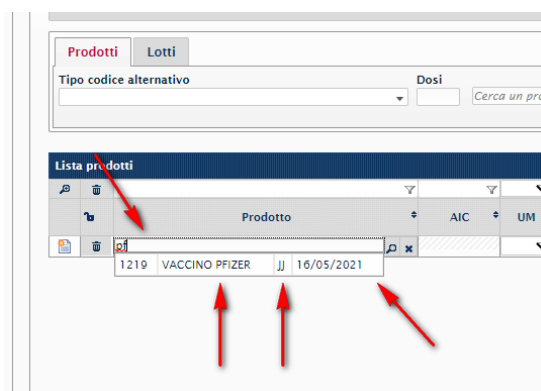 Prodotti Lotti
Tipo codice alternativo Dosi
Cerca un pro
Lista prodotti
Prodotto AIC UM
pf
1219 VACCINO PFIZER JJ 16/05/2021